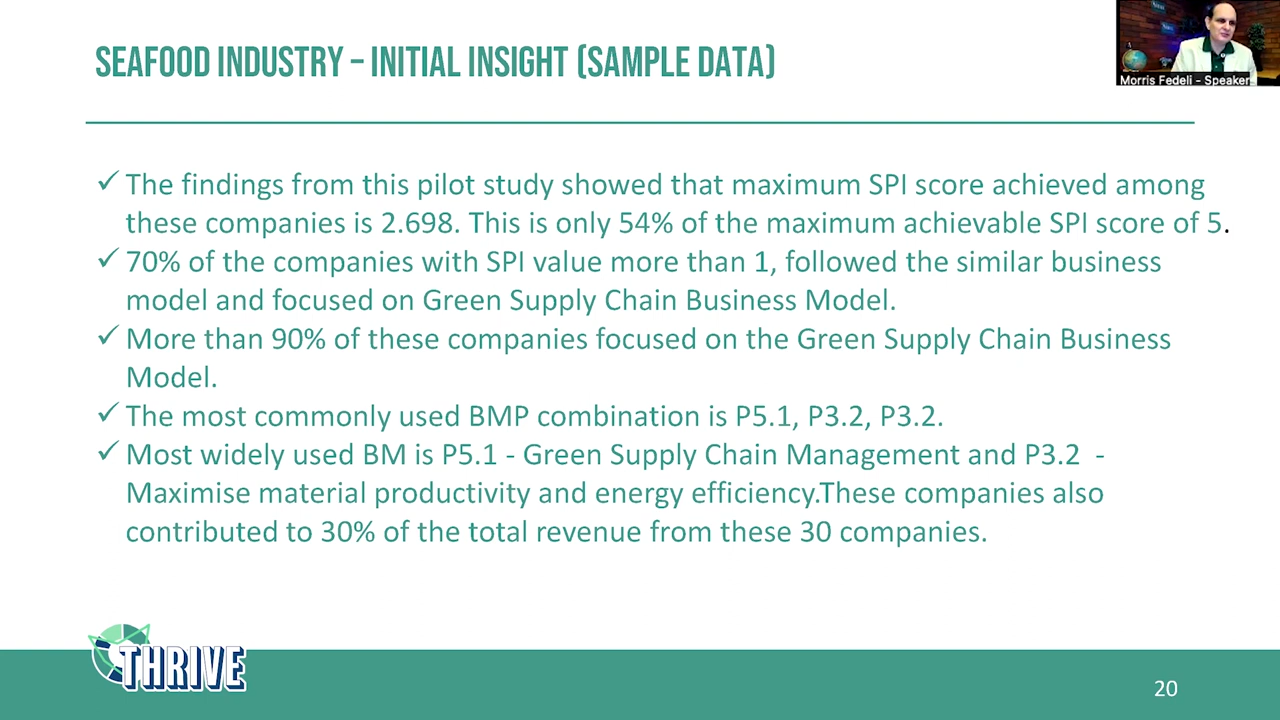 SEAFOOD INDUSTRY – INITIAL INSIGHT (SAMPLE DATA)
Morris Fedeli - Speaker
✓ The findings from this pilot study showed that maximum SPI score achieved among
these companies is 2.698. This is only 54% of the maximum achievable SPI score of 5.
✓ 70% of the companies with SPI value more than 1, followed the similar business
model and focused on Green Supply Chain Business Model.
✓ More than 90% of these companies focused on the Green Supply Chain Business
Model.
✓ The most commonly used BMP combination is P5.1, P3.2, P3.2.
✓ Most widely used BM is P5.1 - Green Supply Chain Management and P3.2 -
Maximise material productivity and energy efficiency.These companies also
contributed to 30% of the total revenue from these 30 companies.
THRIVE
20